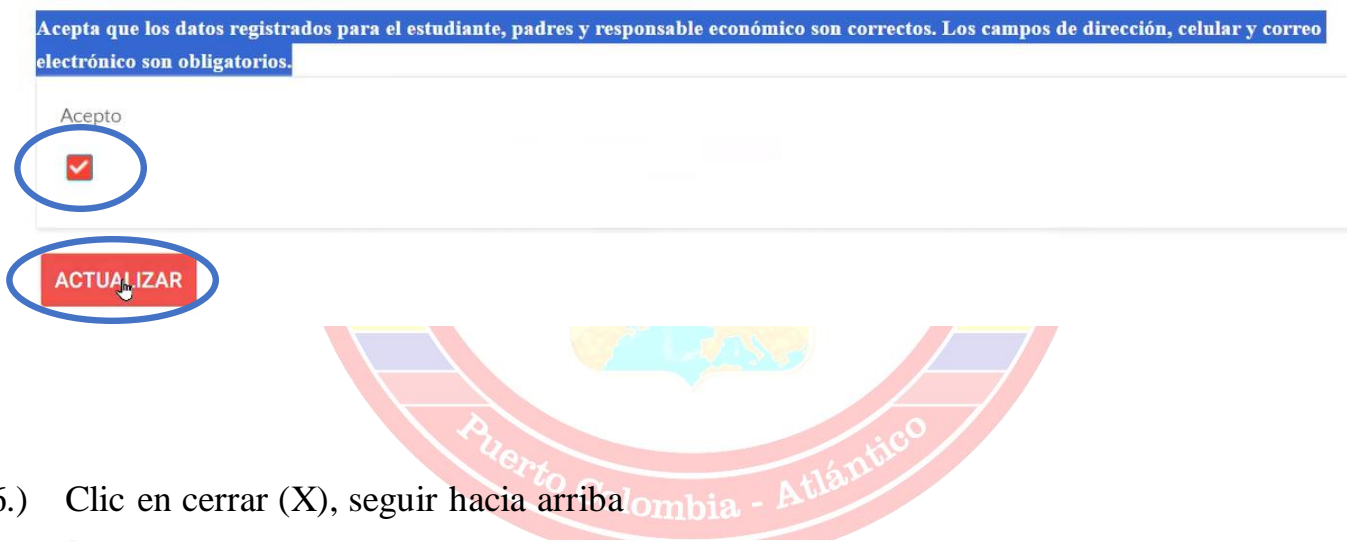 Acepta que los datos registrados para el estudiante, padres y responsable económico son correctos. Los campos de dirección, celular y correo
electrónico son obligatorios.
Acepto
ACTUALIZAR
Puerto Colombia - Atlántico
6.) Clic en cerrar (X), seguir hacia arriba